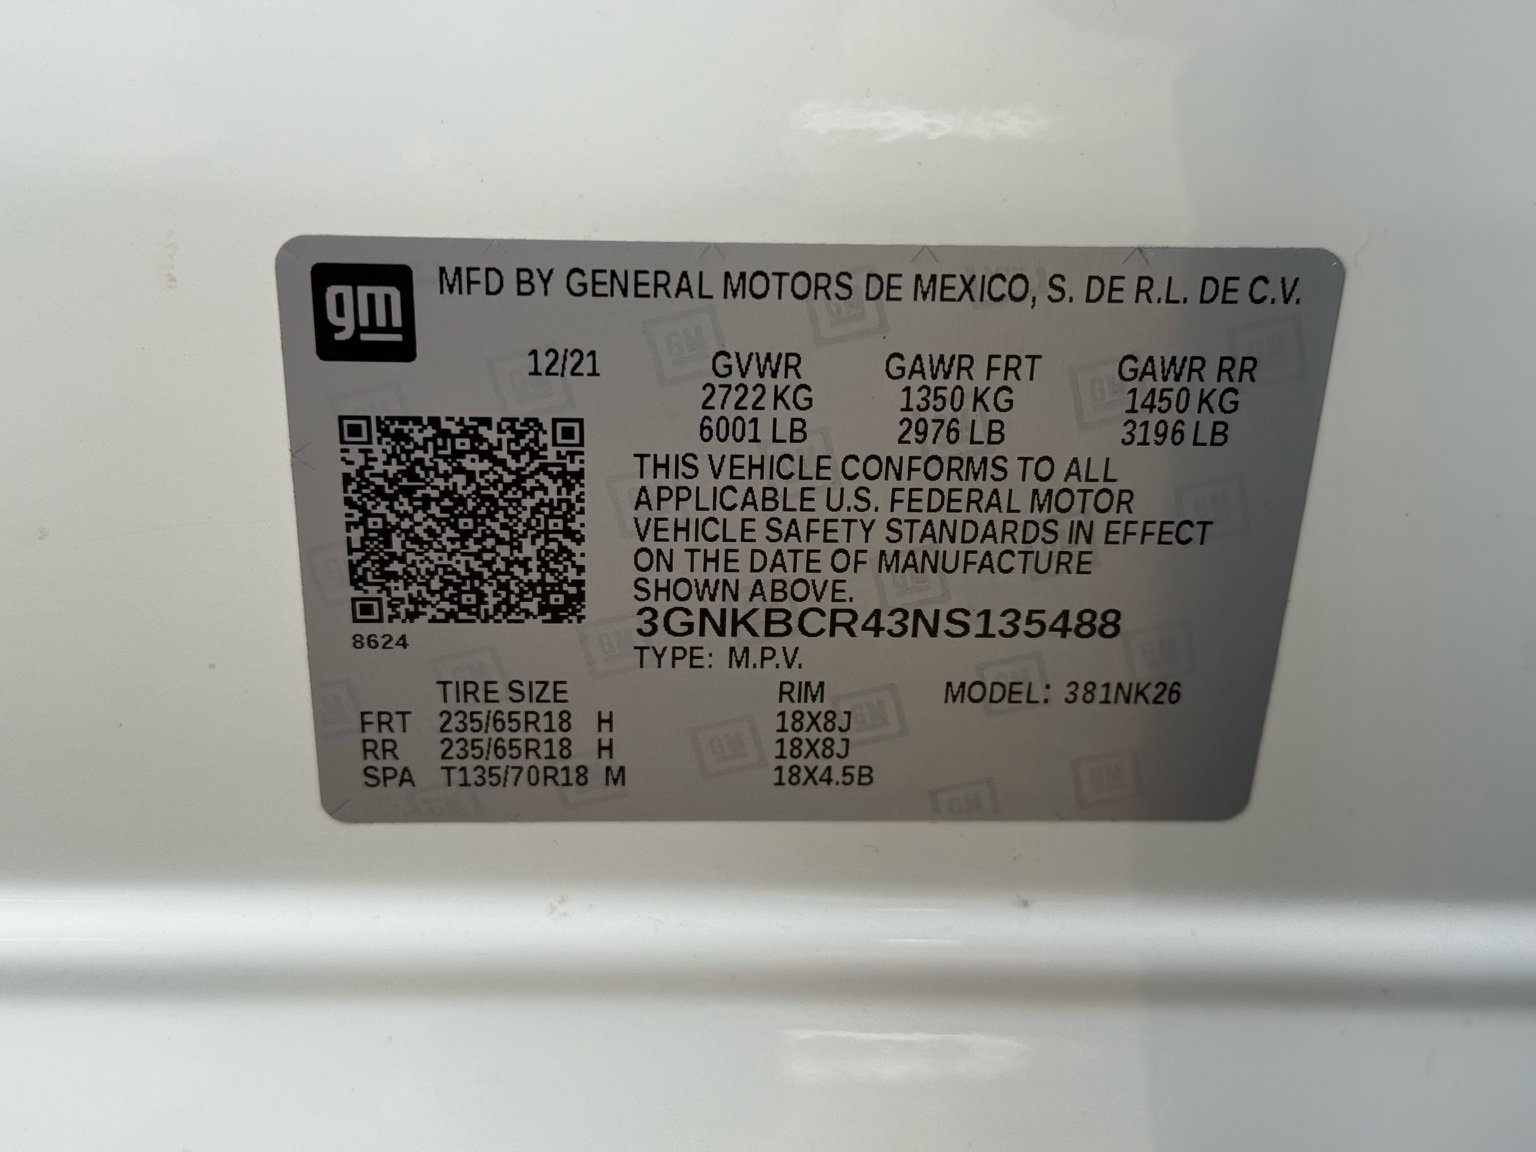 gm
MFD BY GENERAL MOTORS DE MEXICO, S. DE R.L. DE C.V.
12/21 GVWR GAWR FRT GAWR RR
2722 KG 1350 KG 1450 KG
6001 LB 2976 LB 3196 LB
THIS VEHICLE CONFORMS TO ALL
APPLICABLE U.S. FEDERAL MOTOR
VEHICLE SAFETY STANDARDS IN EFFECT
ON THE DATE OF MANUFACTURE
SHOWN ABOVE.
3GNKBCR43NS135488
8624
TYPE: M.P.V.
TIRE SIZE RIM MODEL: 381NK26
FRT 235/65R18 H 18X8J
RR 235/65R18 H 18X8J
SPA T135/70R18 M 18X4.5B